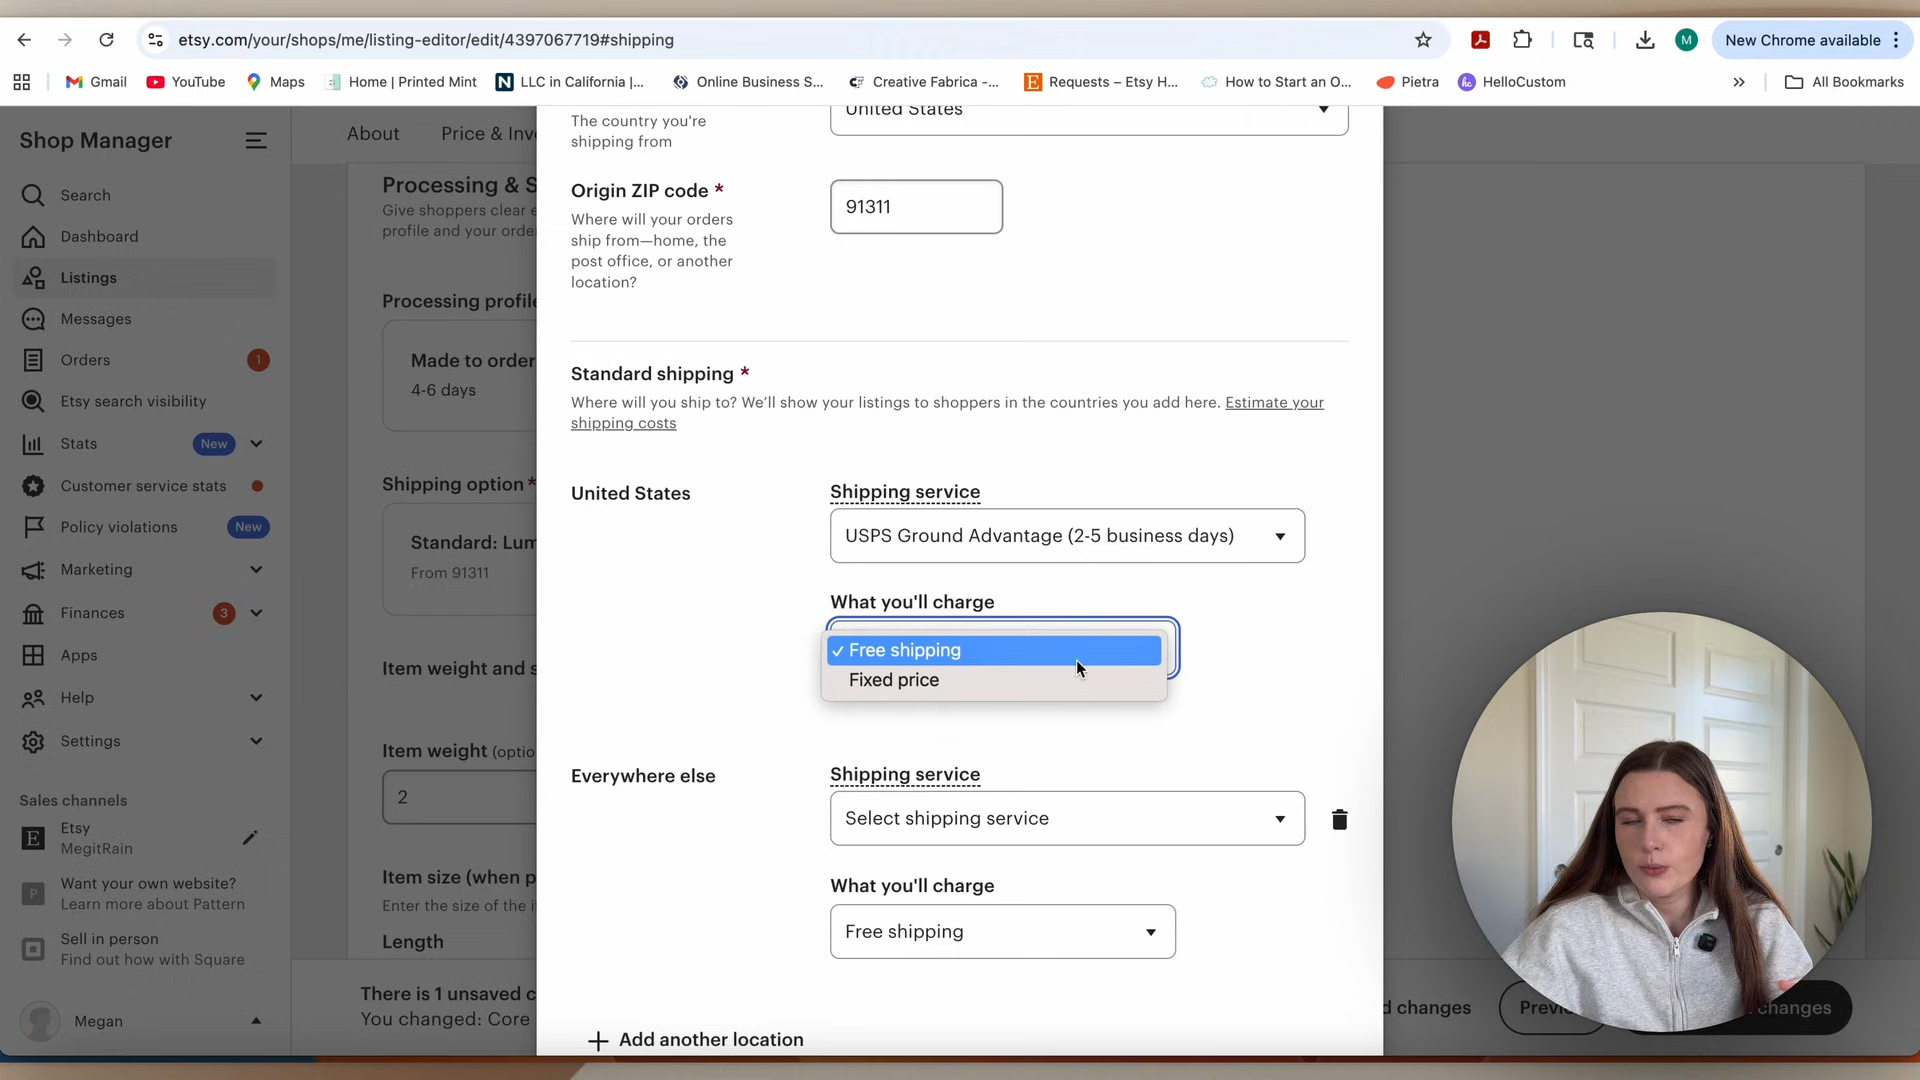 etsy.com/your/shops/me/listing-editor/edit/4397067719#shipping
M
New Chrome available
Gmail
YouTube
Maps
Home | Printed Mint
LLC in California |...
Online Business S...
Creative Fabrica -...
Requests – Etsy H...
How to Start an O...
Pietra
HelloCustom
All Bookmarks
Shop Manager
Search
Dashboard
Listings
Messages
Orders
1
Etsy search visibility
Stats
New
Customer service stats
Policy violations
New
Marketing
Finances
3
Apps
Help
Settings
Sales channels
Etsy
MegitRain
Want your own website?
Learn more about Pattern
Sell in person
Find out how with Square
Megan
About
Price & Inv
Processing & S
Give shoppers clear e
profile and your orde
Processing profile
Made to order
4-6 days
Shipping option *
Standard: Lum
From 91311
Item weight and s
Item weight (optio
2
Item size (when p
Enter the size of the i
Length
There is 1 unsaved c
You changed: Core
d changes
Previ
changes
The country you're
shipping from
United States
Origin ZIP code *
Where will your orders
ship from—home, the
post office, or another
location?
91311
Standard shipping *
Where will you ship to? We'll show your listings to shoppers in the countries you add here. Estimate your
shipping costs
United States
Shipping service
USPS Ground Advantage (2-5 business days)
What you'll charge
✓ Free shipping
Fixed price
Everywhere else
Shipping service
Select shipping service
What you'll charge
Free shipping
Add another location